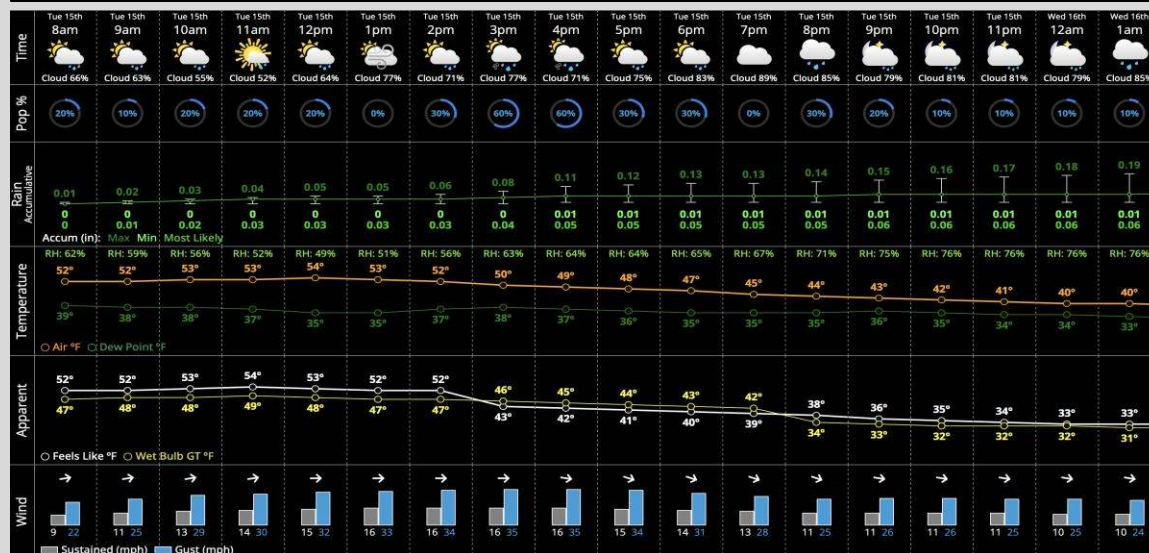 Time
Tue 15th Tue 15th Tue 15th Tue 15th Tue 15th Tue 15th Tue 15th Tue 15th Tue 15th Tue 15th Tue 15th Tue 15th Tue 15th Tue 15th Tue 15th Tue 15th Wed 16th Wed 16th
8am 9am 10am 11am 12pm 1pm 2pm 3pm 4pm 5pm 6pm 7pm 8pm 9pm 10pm 11pm 12am 1am
Cloud 66% Cloud 63% Cloud 55% Cloud 52% Cloud 64% Cloud 77% Cloud 71% Cloud 77% Cloud 71% Cloud 75% Cloud 83% Cloud 89% Cloud 85% Cloud 79% Cloud 81% Cloud 81% Cloud 79% Cloud 85%
Pop %
20% 10% 20% 20% 20% 0% 30% 60% 60% 30% 30% 0% 30% 20% 10% 10% 10% 10%
Rain
Accumulative
0.01 0.02 0.03 0.04 0.05 0.05 0.06 0.08 0.11 0.12 0.13 0.13 0.14 0.15 0.16 0.17 0.18 0.19
0 0 0 0 0 0 0 0 0.01 0.01 0.01 0.01 0.01 0.01 0.01 0.01 0.01 0.01
0 0.01 0.02 0.03 0.03 0.03 0.03 0.04 0.05 0.05 0.05 0.05 0.05 0.06 0.06 0.06 0.06 0.06
Accum (in): Max Min Most Likely
Temperature
RH: 62% RH: 59% RH: 56% RH: 52% RH: 49% RH: 51% RH: 56% RH: 63% RH: 64% RH: 64% RH: 65% RH: 67% RH: 71% RH: 75% RH: 76% RH: 76% RH: 76% RH: 76%
52° 52° 53° 53° 54° 53° 52° 50° 49° 48° 47° 45° 44° 43° 42° 41° 40° 40°
39° 38° 38° 37° 35° 35° 37° 38° 37° 36° 35° 35° 35° 36° 35° 34° 34° 33°
Air °F Dew Point °F
Apparent
52° 52° 53° 54° 53° 52° 52° 46° 45° 44° 43° 42° 38° 36° 35° 34° 33° 33°
47° 48° 48° 49° 48° 47° 47° 43° 42° 41° 40° 39° 34° 33° 32° 32° 32° 31°
Feels Like °F Wet Bulb GT °F
Wind
9 22 11 25 13 29 14 30 15 32 16 33 16 34 16 35 16 35 15 34 14 31 13 28 11 25 11 26 11 26 11 25 10 25 10 24
Sustained (mph) Gust (mph)